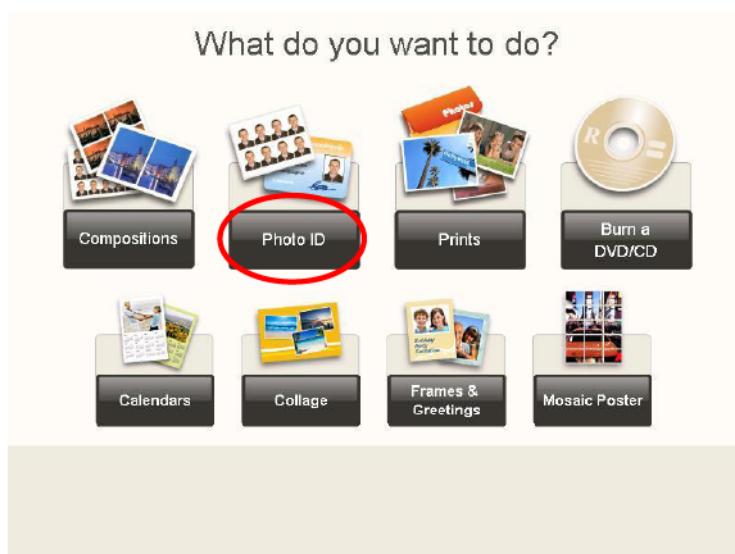 What do you want to do?
Photos
R
Compositions
Photo ID
Prints
Burn a
DVD/CD
Calendars
Collage
Frames &
Greetings
Mosaic Poster